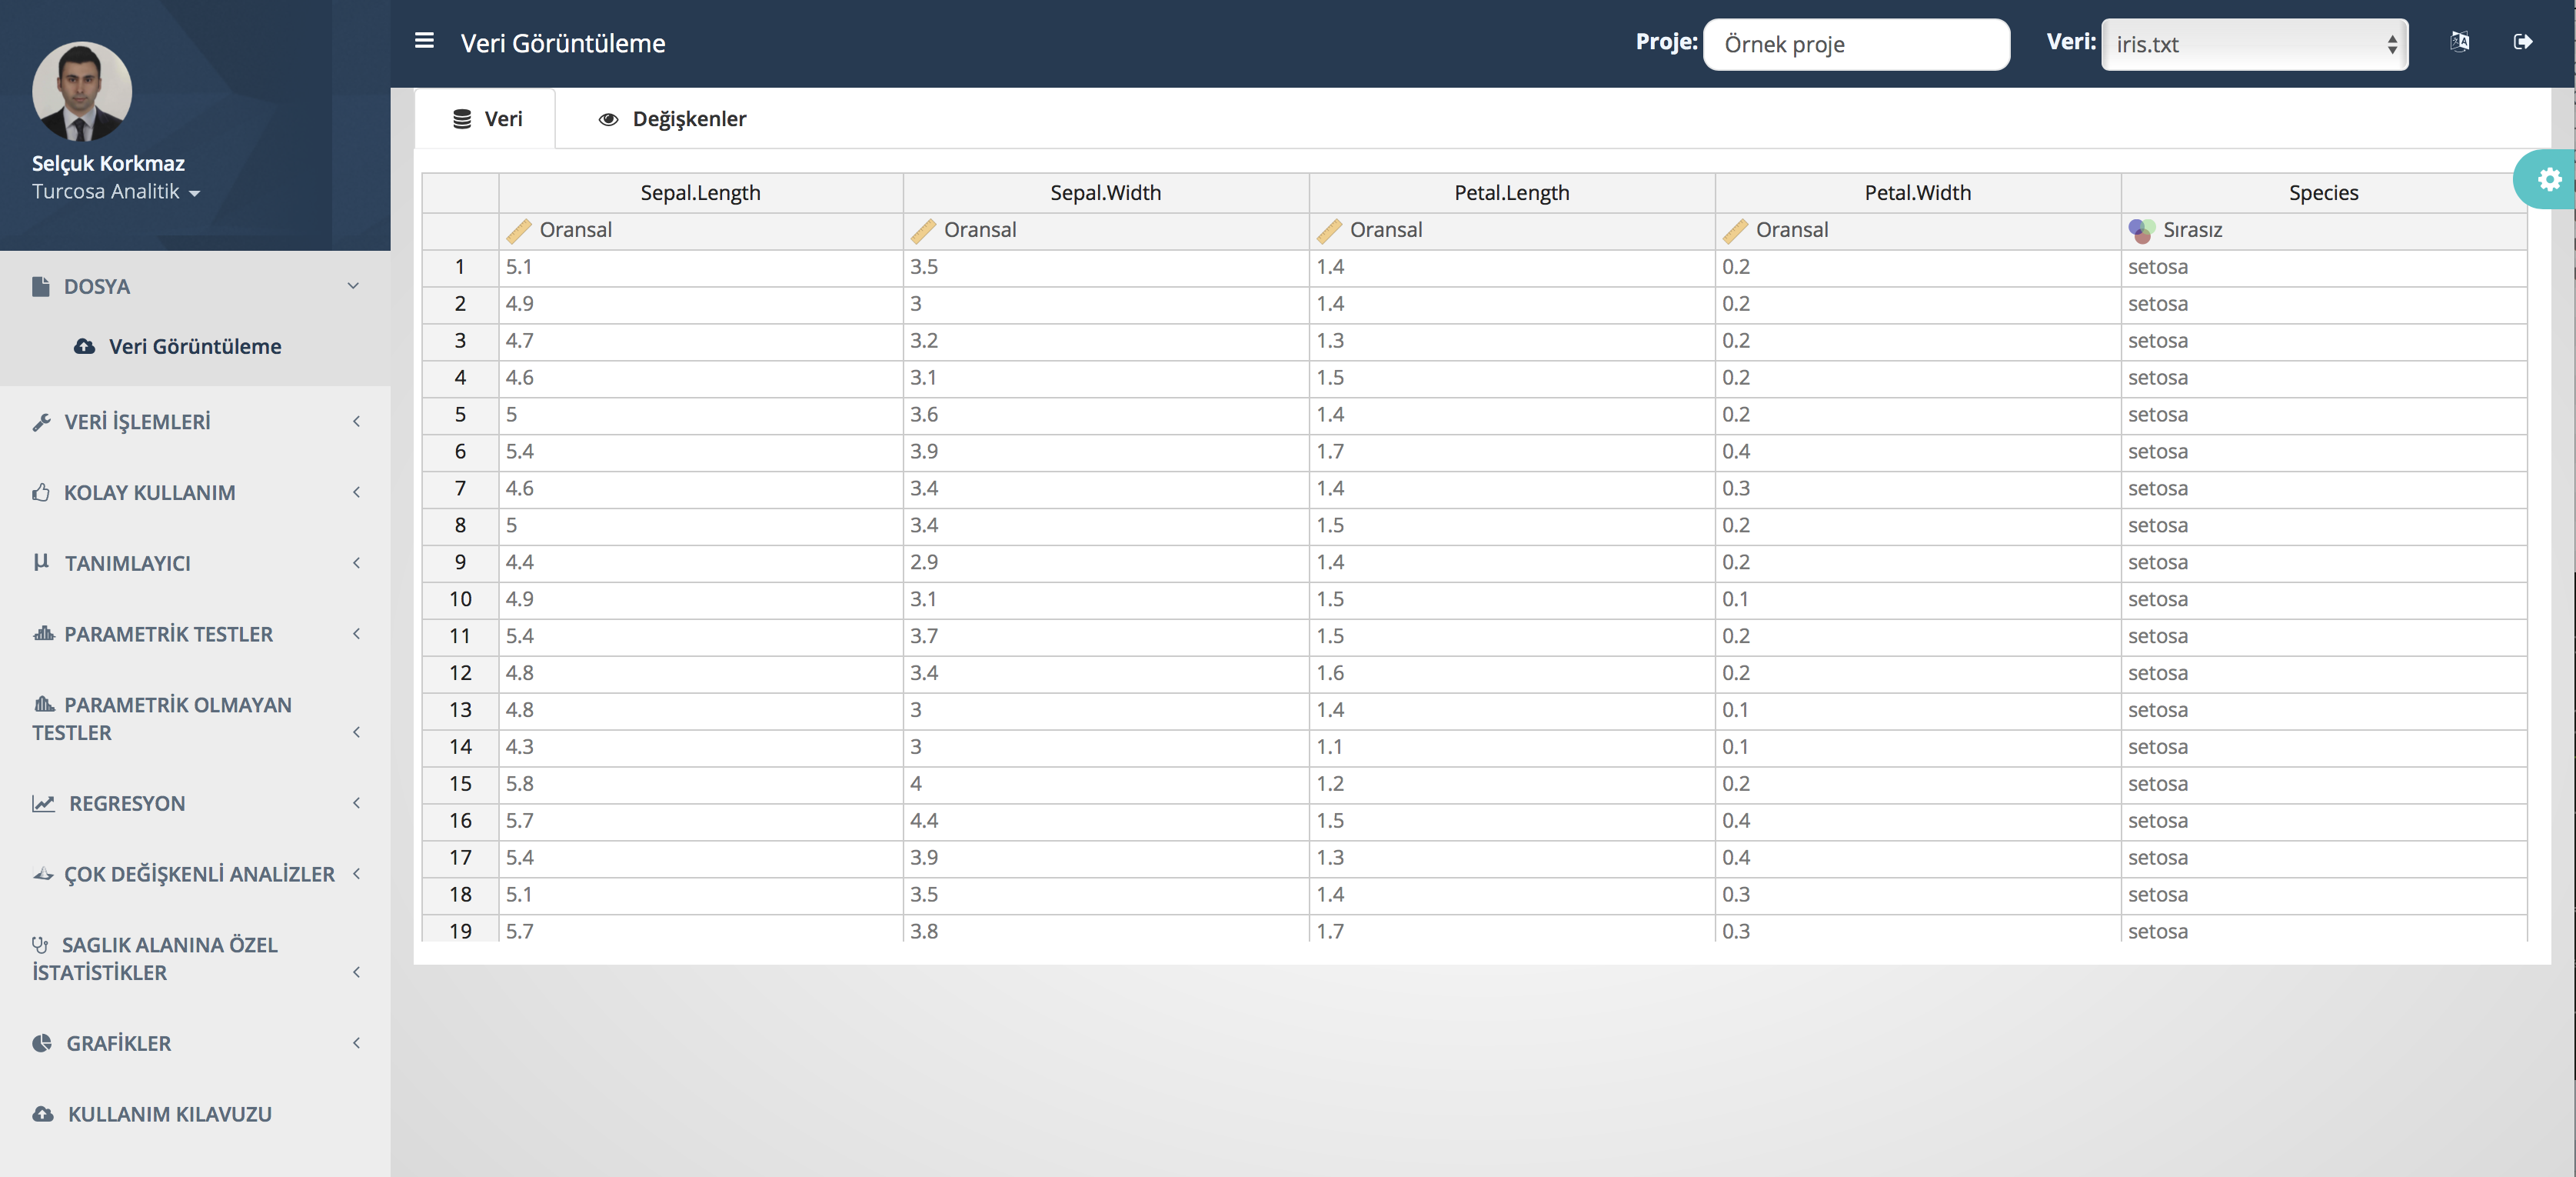 Selçuk Korkmaz
Turcosa Analitik
DOSYA
Veri Görüntüleme
VERİ İŞLEMLERİ
KOLAY KULLANIM
µ TANIMLAYICI
PARAMETRİK TESTLER
PARAMETRİK OLMAYAN
TESTLER
REGRESYON
ÇOK DEĞİŞKENLİ ANALİZLER
SAGLIK ALANINA ÖZEL
İSTATİSTİKLER
GRAFİKLER
KULLANIM KILAVUZU
Veri Görüntüleme Proje: Örnek proje Veri: iris.txt
Veri Değişkenler
Sepal.Length Sepal.Width Petal.Length Petal.Width Species
Oransal Oransal Oransal Oransal Sırasız
1 5.1 3.5 1.4 0.2 setosa
2 4.9 3 1.4 0.2 setosa
3 4.7 3.2 1.3 0.2 setosa
4 4.6 3.1 1.5 0.2 setosa
5 5 3.6 1.4 0.2 setosa
6 5.4 3.9 1.7 0.4 setosa
7 4.6 3.4 1.4 0.3 setosa
8 5 3.4 1.5 0.2 setosa
9 4.4 2.9 1.4 0.2 setosa
10 4.9 3.1 1.5 0.1 setosa
11 5.4 3.7 1.5 0.2 setosa
12 4.8 3.4 1.6 0.2 setosa
13 4.8 3 1.4 0.1 setosa
14 4.3 3 1.1 0.1 setosa
15 5.8 4 1.2 0.2 setosa
16 5.7 4.4 1.5 0.4 setosa
17 5.4 3.9 1.3 0.4 setosa
18 5.1 3.5 1.4 0.3 setosa
19 5.7 3.8 1.7 0.3 setosa